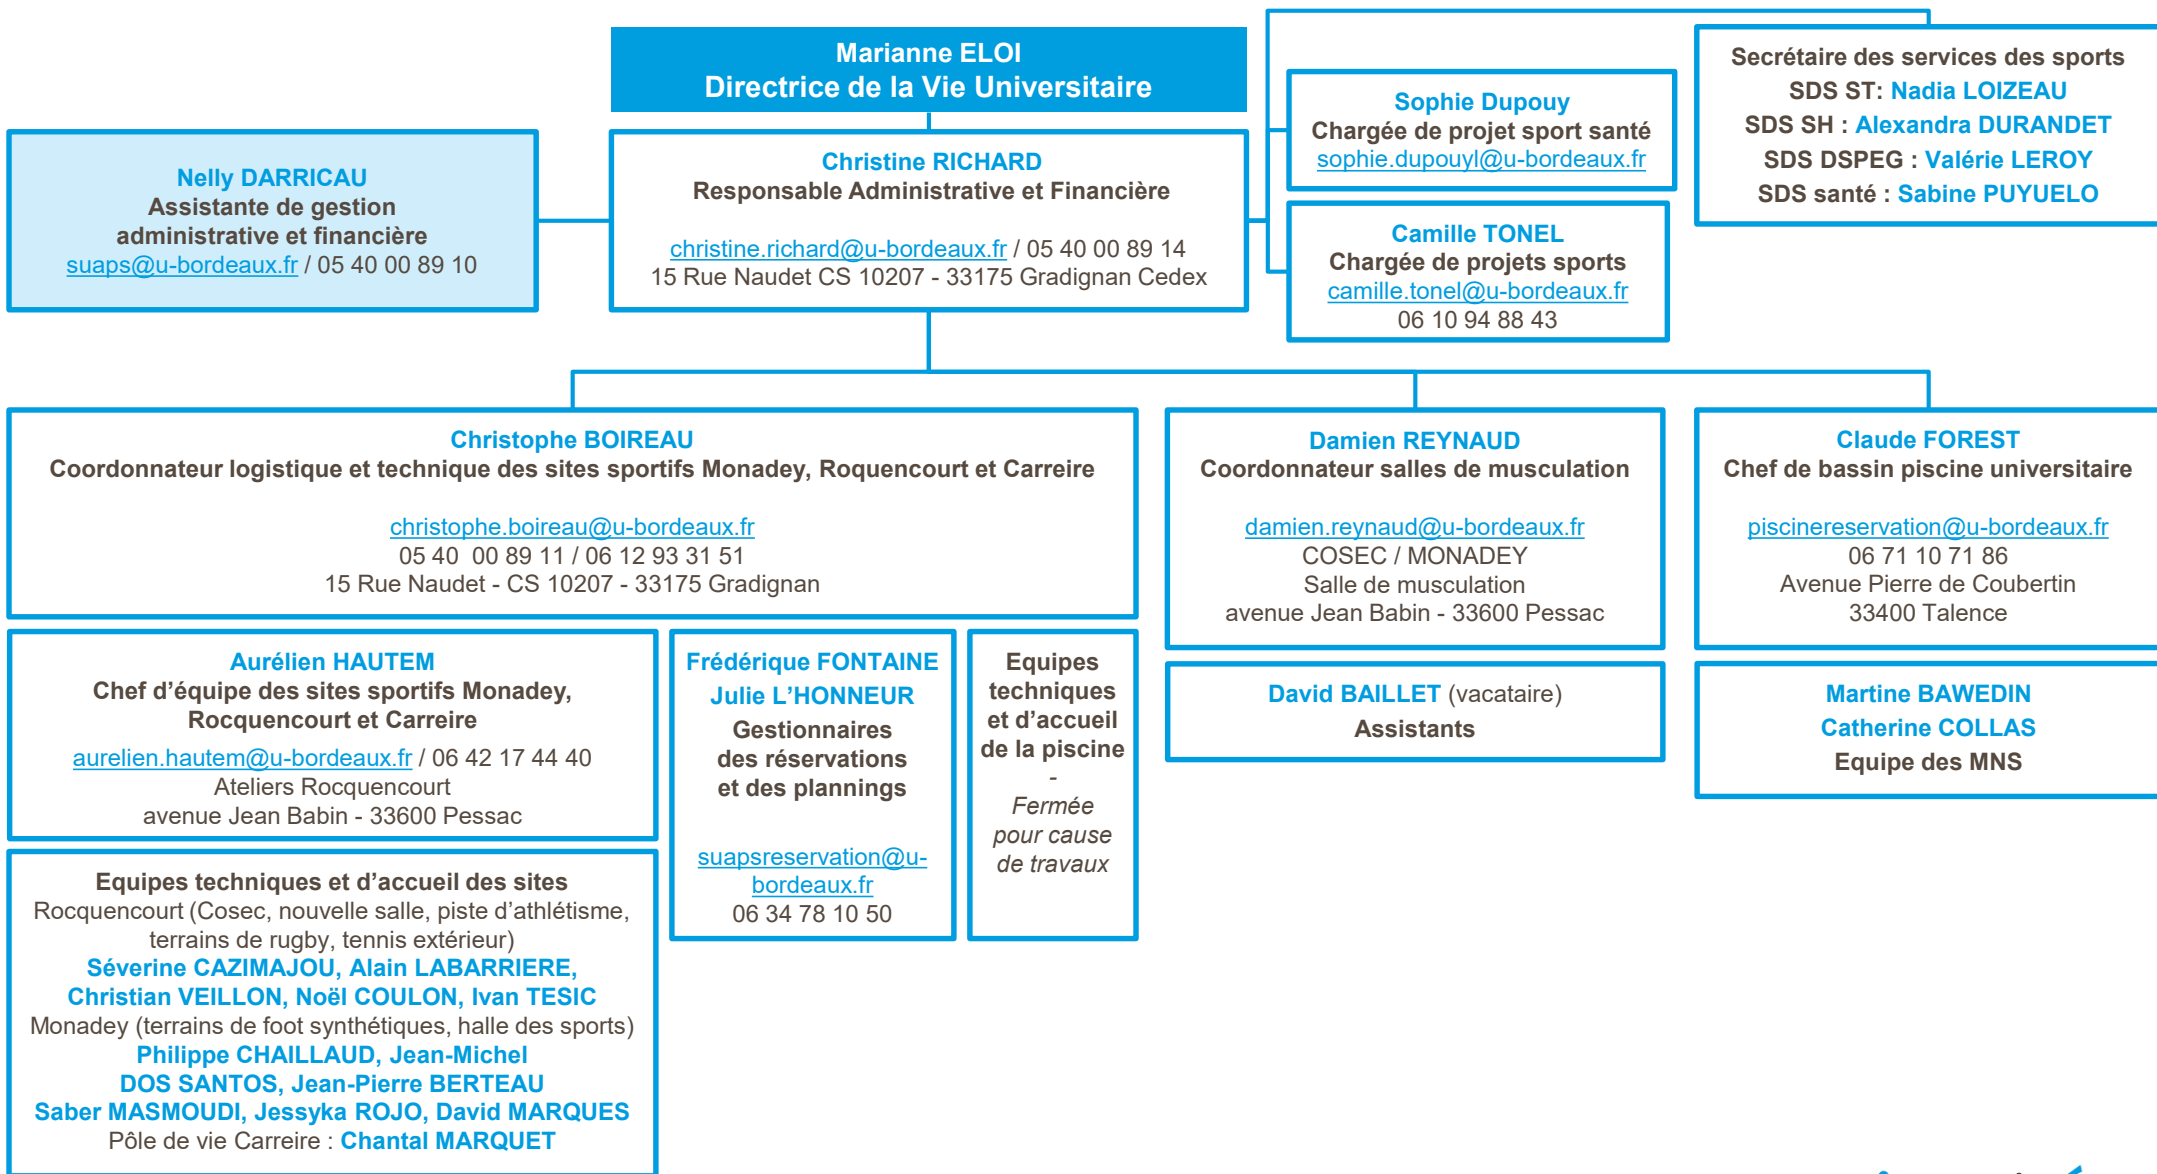 Marianne ELOI
Directrice de la Vie Universitaire
Nelly DARRICAU
Assistante de gestion
administrative et financière
suaps@u-bordeaux.fr / 05 40 00 89 10
Christine RICHARD
Responsable Administrative et Financière
christine.richard@u-bordeaux.fr / 05 40 00 89 14
15 Rue Naudet CS 10207 - 33175 Gradignan Cedex
Sophie Dupouy
Chargée de projet sport santé
sophie.dupouyl@u-bordeaux.fr
Camille TONEL
Chargée de projets sports
camille.tonel@u-bordeaux.fr
06 10 94 88 43
Secrétaire des services des sports
SDS ST: Nadia LOIZEAU
SDS SH : Alexandra DURANDET
SDS DSPEG : Valérie LEROY
SDS santé : Sabine PUYUELO
Christophe BOIREAU
Coordonnateur logistique et technique des sites sportifs Monadey, Roquencourt et Carreire
christophe.boireau@u-bordeaux.fr
05 40  00 89 11 / 06 12 93 31 51
15 Rue Naudet - CS 10207 - 33175 Gradignan
Damien REYNAUD
Coordonnateur salles de musculation
damien.reynaud@u-bordeaux.fr
COSEC / MONADEY
Salle de musculation
avenue Jean Babin - 33600 Pessac
Claude FOREST
Chef de bassin piscine universitaire
piscinereservation@u-bordeaux.fr
06 71 10 71 86
Avenue Pierre de Coubertin
33400 Talence
Aurélien HAUTEM
Chef d’équipe des sites sportifs Monadey,
Rocquencourt et Carreire
aurelien.hautem@u-bordeaux.fr / 06 42 17 44 40
Ateliers Rocquencourt
avenue Jean Babin - 33600 Pessac
Frédérique FONTAINE
Julie L’HONNEUR
Gestionnaires
des réservations
et des plannings
suapsreservation@u-
bordeaux.fr
06 34 78 10 50
Equipes
techniques
et d’accueil
de la piscine
-
Fermée
pour cause
de travaux
David BAILLET (vacataire)
Assistants
Martine BAWEDIN
Catherine COLLAS
Equipe des MNS
Equipes techniques et d’accueil des sites
Rocquencourt (Cosec, nouvelle salle, piste d’athlétisme,
terrains de rugby, tennis extérieur)
Séverine CAZIMAJOU, Alain LABARRIERE,
Christian VEILLON, Noël COULON, Ivan TESIC
Monadey (terrains de foot synthétiques, halle des sports)
Philippe CHAILLAUD, Jean-Michel
DOS SANTOS, Jean-Pierre BERTEAU
Saber MASMOUDI, Jessyka ROJO, David MARQUES
Pôle de vie Carreire : Chantal MARQUET